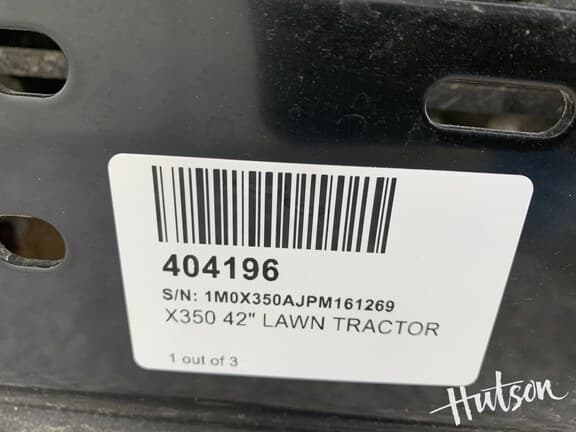 404196
S/N: 1M0X350AJPM161269
X350 42" LAWN TRACTOR
1 out of 3
Hutson